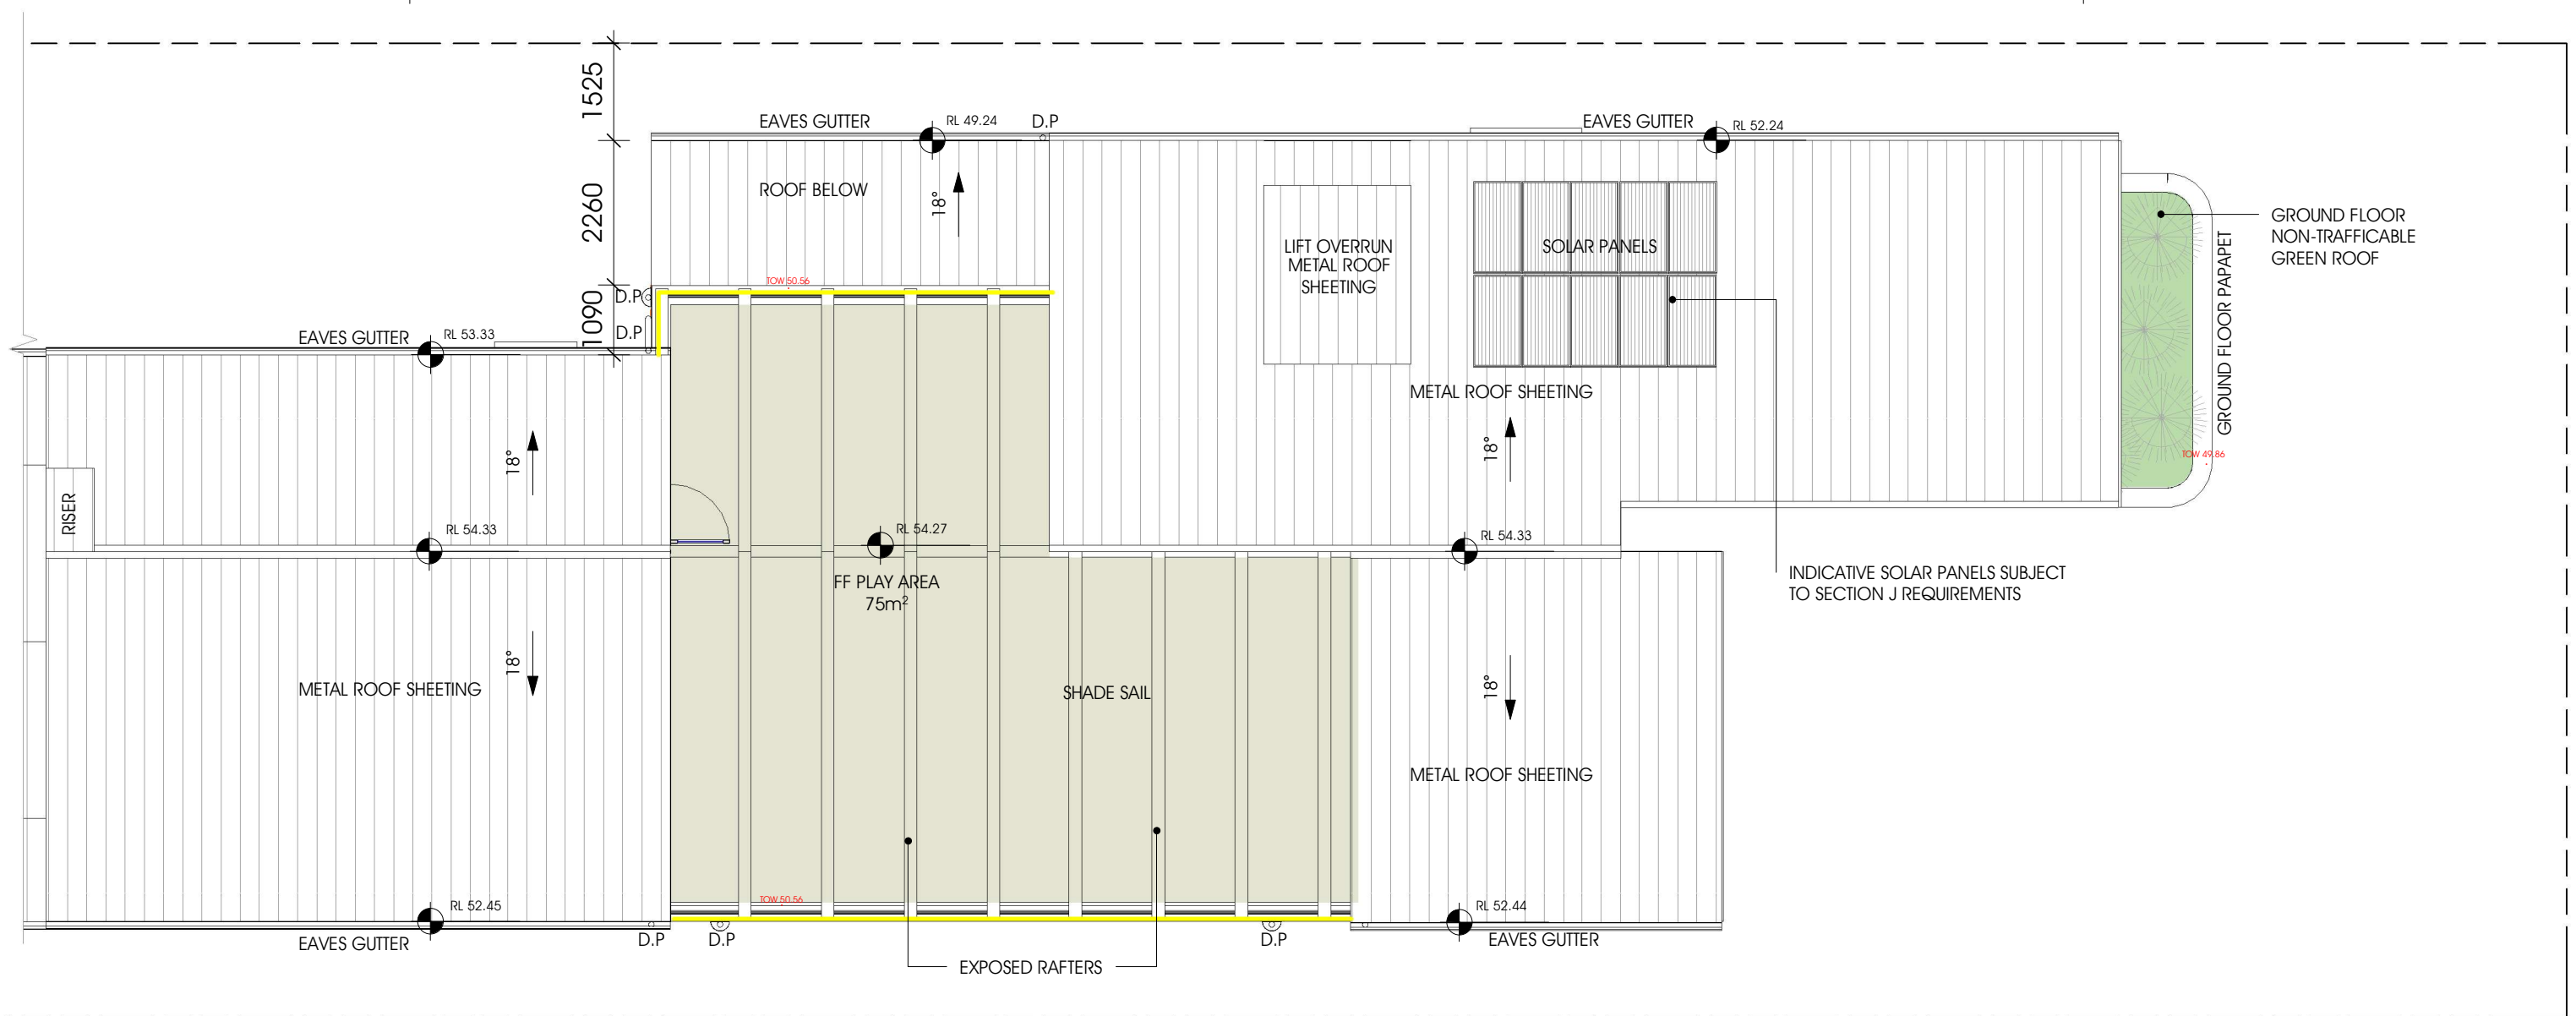 1525
EAVES GUTTER
RL 49.24
D.P
EAVES GUTTER
RL 52.24
2260
ROOF BELOW
18°
LIFT OVERRUN
METAL ROOF
SHEETING
SOLAR PANELS
GROUND FLOOR
NON-TRAFFICABLE
GREEN ROOF
GROUND FLOOR PAPAPET
TOW 50.56
1090
D.P
D.P
EAVES GUTTER
RL 53.33
METAL ROOF SHEETING
18°
18°
TOW 49.86
RISER
RL 54.33
RL 54.27
RL 54.33
FF PLAY AREA
75m²
INDICATIVE SOLAR PANELS SUBJECT
TO SECTION J REQUIREMENTS
18°
METAL ROOF SHEETING
SHADE SAIL
18°
METAL ROOF SHEETING
TOW 50.56
RL 52.45
RL 52.44
EAVES GUTTER
D.P
D.P
D.P
EAVES GUTTER
EXPOSED RAFTERS